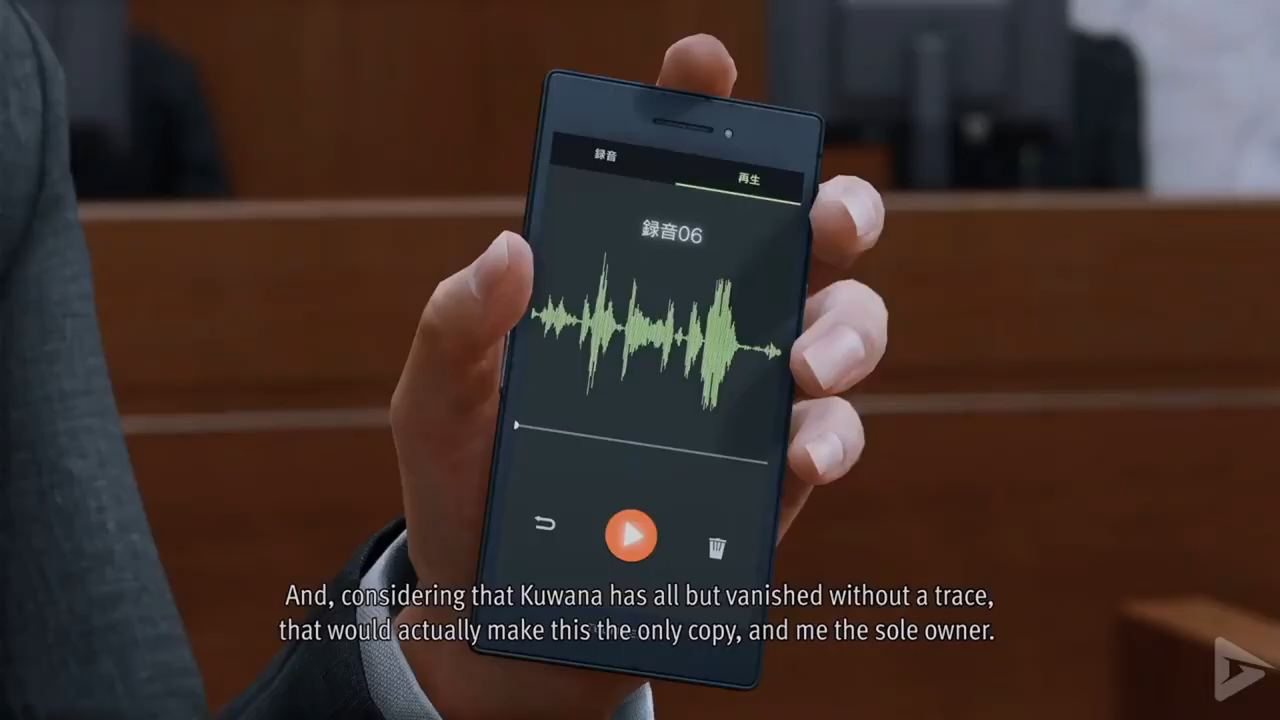 録音
再生
録音06
And, considering that Kuwana has all but vanished without a trace,
that would actually make this the only copy, and me the sole owner.